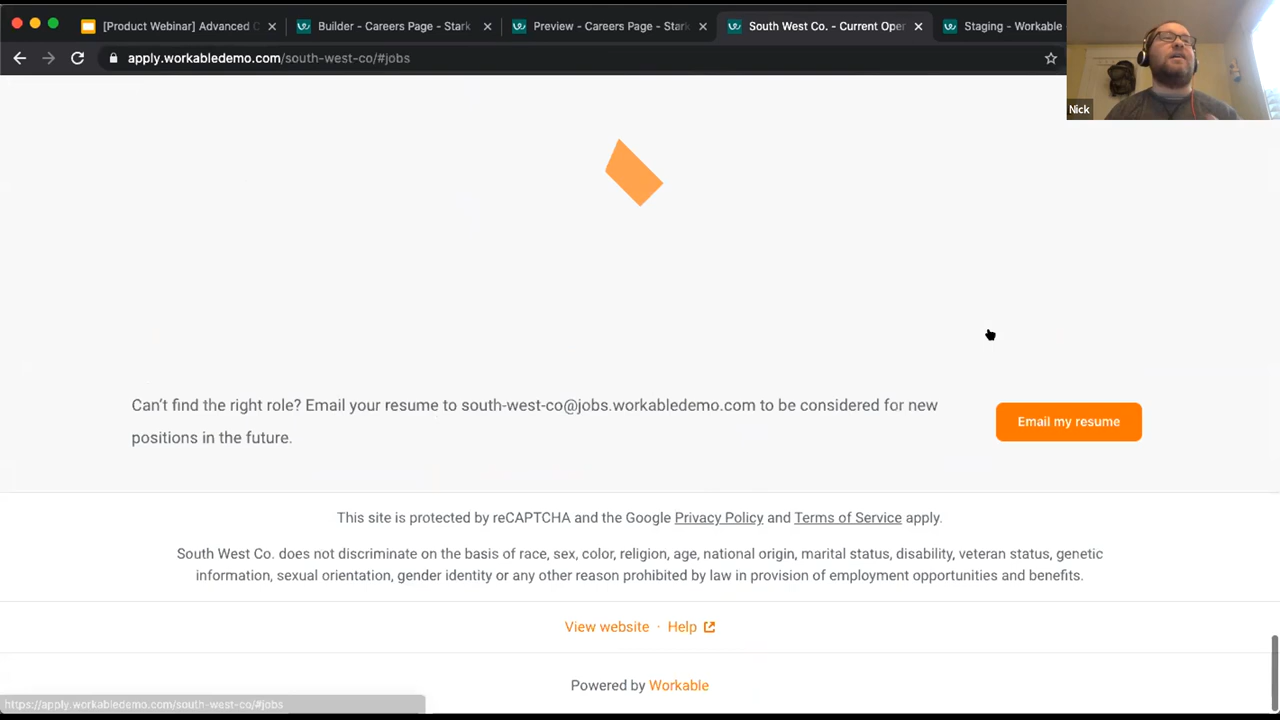 [Product Webinar] Advanced C
Builder - Careers Page - Stark
Preview - Careers Page - Stark
South West Co. - Current Oper
Staging - Workable
apply.workabledemo.com/south-west-co/#jobs
Nick
Can’t find the right role? Email your resume to south-west-co@jobs.workabledemo.com to be considered for new
positions in the future.
Email my resume
This site is protected by reCAPTCHA and the Google Privacy Policy and Terms of Service apply.
South West Co. does not discriminate on the basis of race, sex, color, religion, age, national origin, marital status, disability, veteran status, genetic
information, sexual orientation, gender identity or any other reason prohibited by law in provision of employment opportunities and benefits.
View website · Help
Powered by Workable
https://apply.workabledemo.com/south-west-co/#jobs